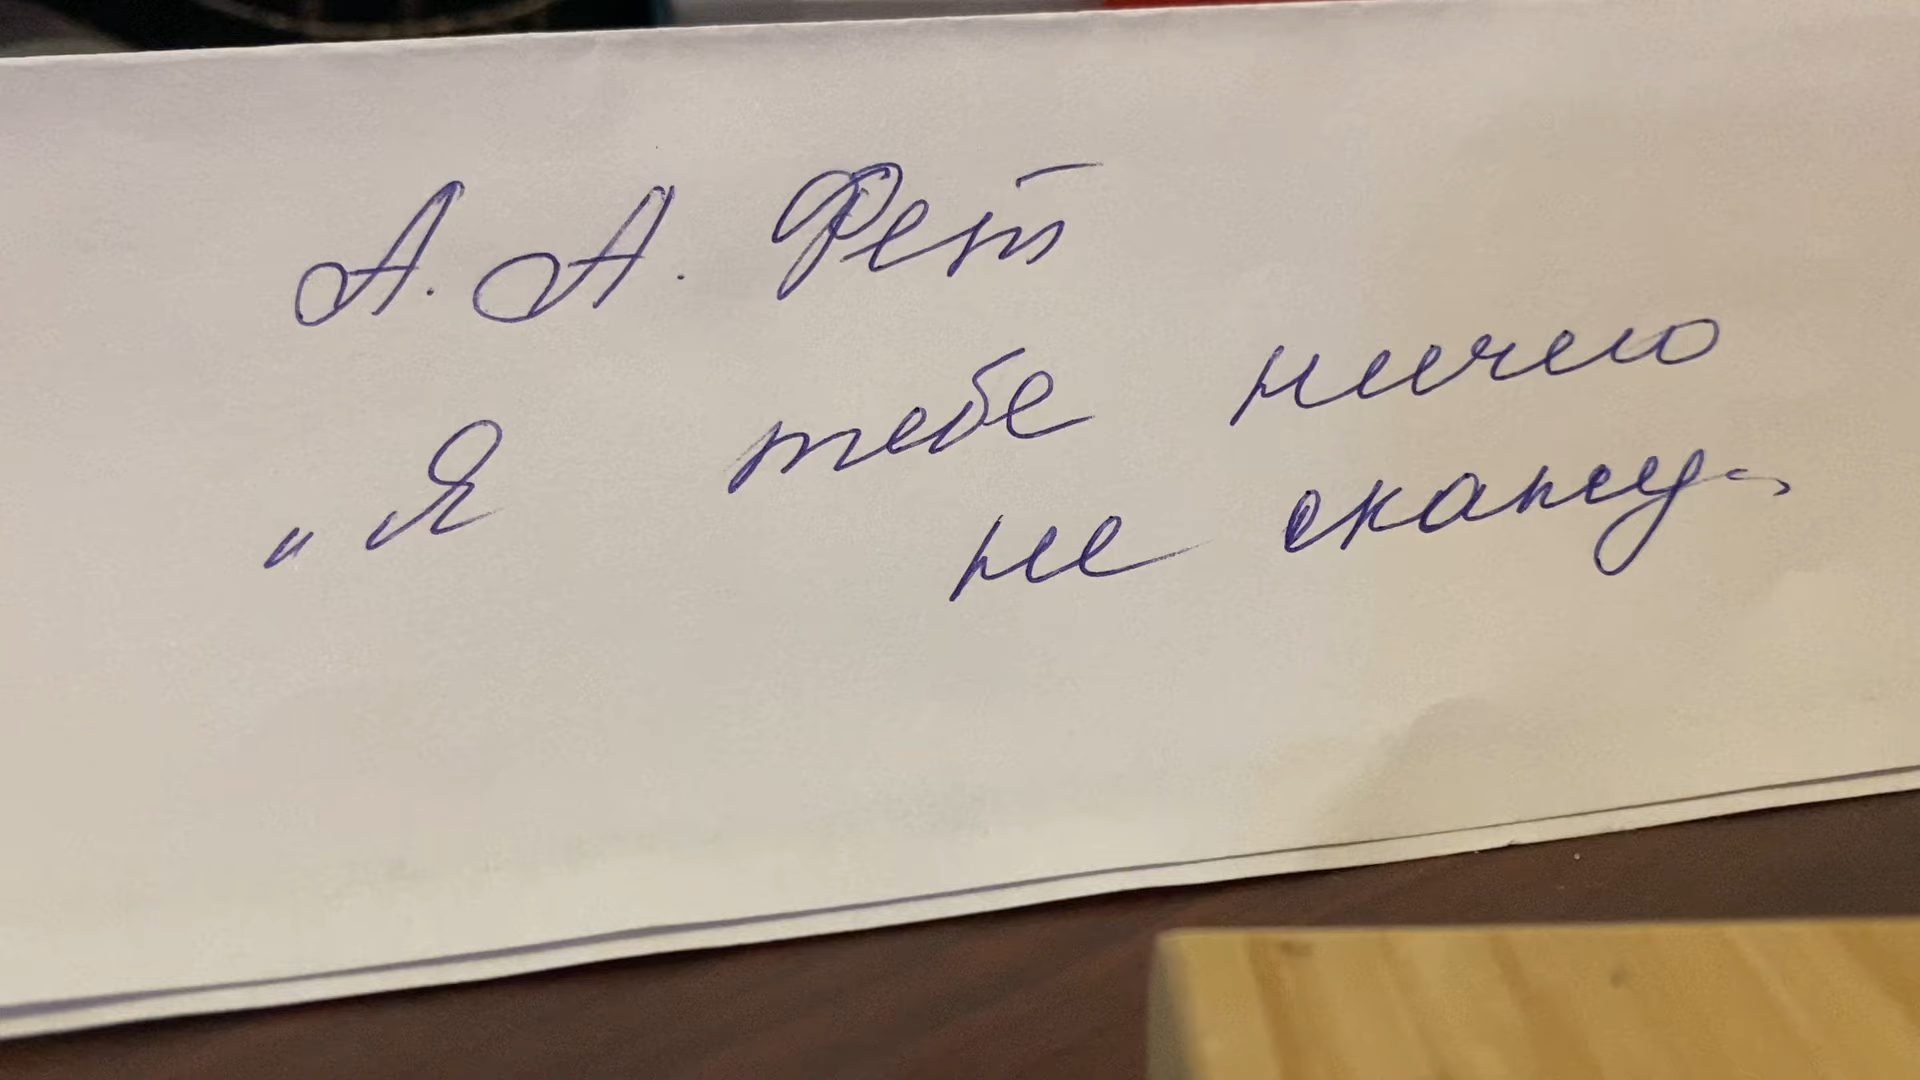 А. А. Фет
„Я тебе ничего
не скажу..."